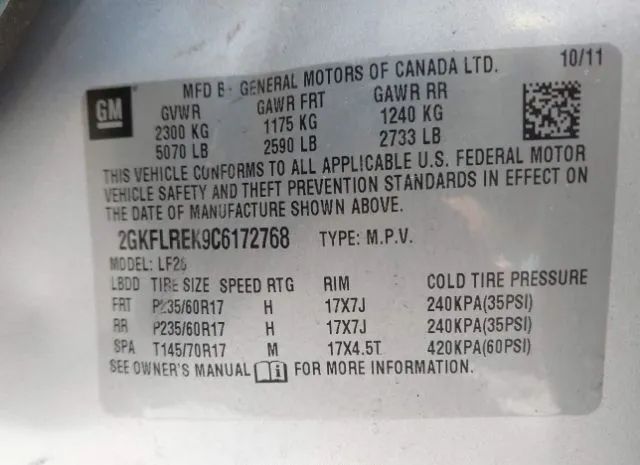 10/11
MFD B GENERAL MOTORS OF CANADA LTD.
GM
GVWR GAWR FRT GAWR RR
2300 KG 1175 KG 1240 KG
5070 LB 2590 LB 2733 LB
THIS VEHICLE CONFORMS TO ALL APPLICABLE U.S. FEDERAL MOTOR
VEHICLE SAFETY AND THEFT PREVENTION STANDARDS IN EFFECT ON
THE DATE OF MANUFACTURE SHOWN ABOVE.
2GKFLREK9C6172768 TYPE: M.P.V.
MODEL: LF26
LBDD TIRE SIZE SPEED RTG RIM COLD TIRE PRESSURE
FRT P235/60R17 H 17X7J 240KPA(35PSI)
RR P235/60R17 H 17X7J 240KPA(35PSI)
SPA T145/70R17 M 17X4.5T 420KPA(60PSI)
SEE OWNER'S MANUAL FOR MORE INFORMATION.